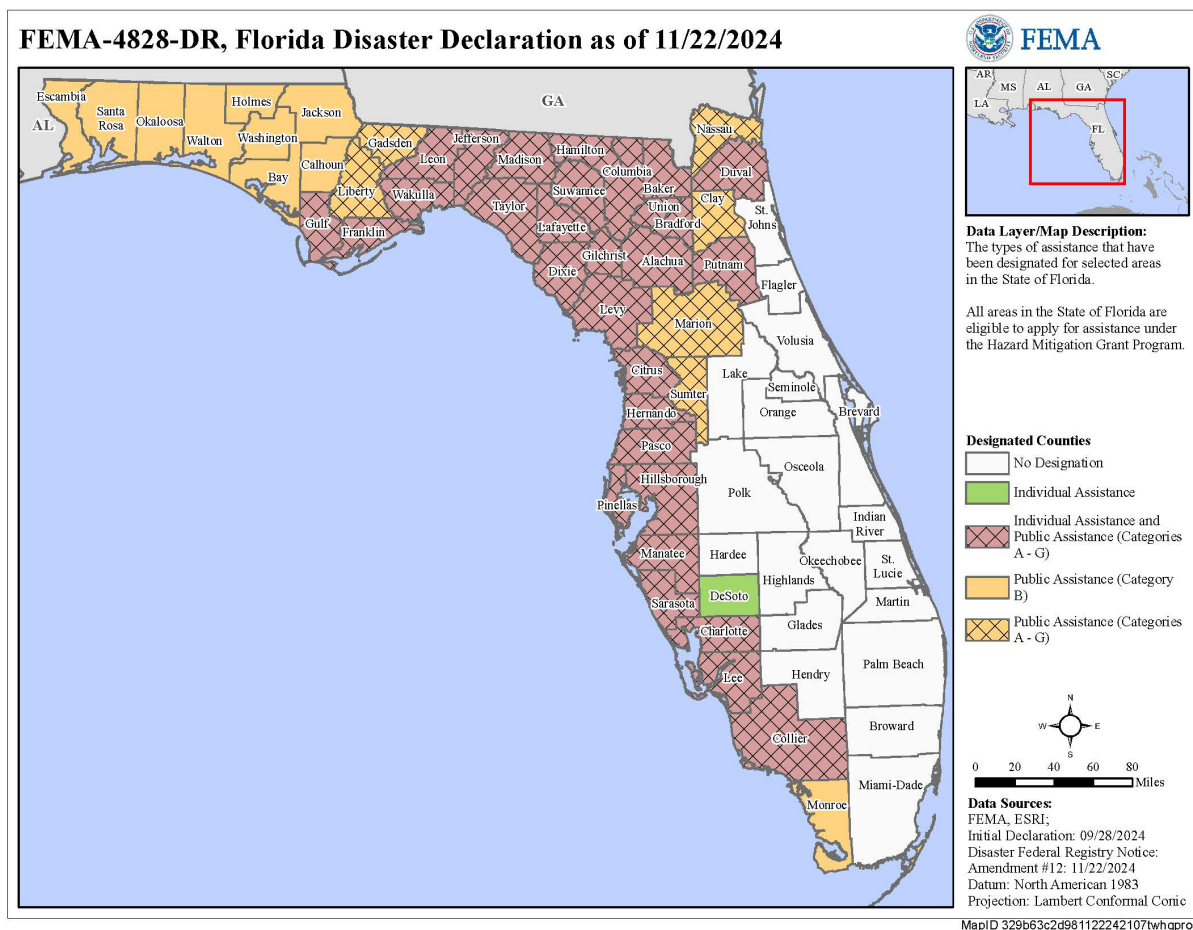 FEMA-4828-DR, Florida Disaster Declaration as of 11/22/2024
FEMA
AR
MS
AL
GA
SC
LA
FL
AL
GA
Escambia
Santa
Rosa
Okaloosa
Walton
Holmes
Washington
Jackson
Bay
Calhoun
Gulf
Gadsden
Liberty
Franklin
Leon
Wakulla
Jefferson
Madison
Taylor
Hamilton
Suwannee
Lafayette
Columbia
Dixie
Gilchrist
Baker
Union
Bradford
Alachua
Levy
Nassau
Duval
Clay
St.
Johns
Putnam
Flagler
Marion
Volusia
Citrus
Sumter
Lake
Seminole
Orange
Brevard
Hernando
Pasco
Hillsborough
Pinellas
Polk
Osceola
Indian
River
Manatee
Hardee
Okeechobee
St.
Lucie
Highlands
Sarasota
DeSoto
Martin
Charlotte
Glades
Lee
Hendry
Palm Beach
Collier
Broward
Monroe
Miami-Dade
Data Layer/Map Description:
The types of assistance that have
been designated for selected areas
in the State of Florida.
All areas in the State of Florida are
eligible to apply for assistance under
the Hazard Mitigation Grant Program.
Designated Counties
No Designation
Individual Assistance
Individual Assistance and
Public Assistance (Categories
A - G)
Public Assistance (Category
B)
Public Assistance (Categories
A - G)
N
W
E
S
0 20 40 60 80
Miles
Data Sources:
FEMA, ESRI;
Initial Declaration: 09/28/2024
Disaster Federal Registry Notice:
Amendment #12: 11/22/2024
Datum: North American 1983
Projection: Lambert Conformal Conic
MapID 329b63c2d981122242107twhgpro